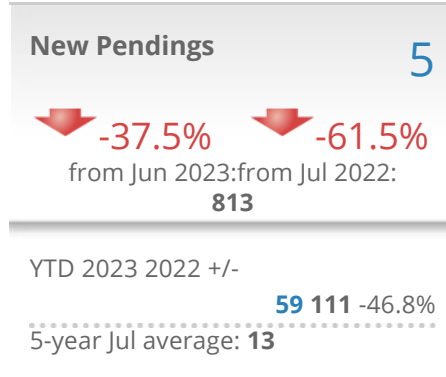 New Pendings
5
-37.5% -61.5%
from Jun 2023:from Jul 2022:
813
YTD 2023 2022 +/-
59 111 -46.8%
5-year Jul average: 13